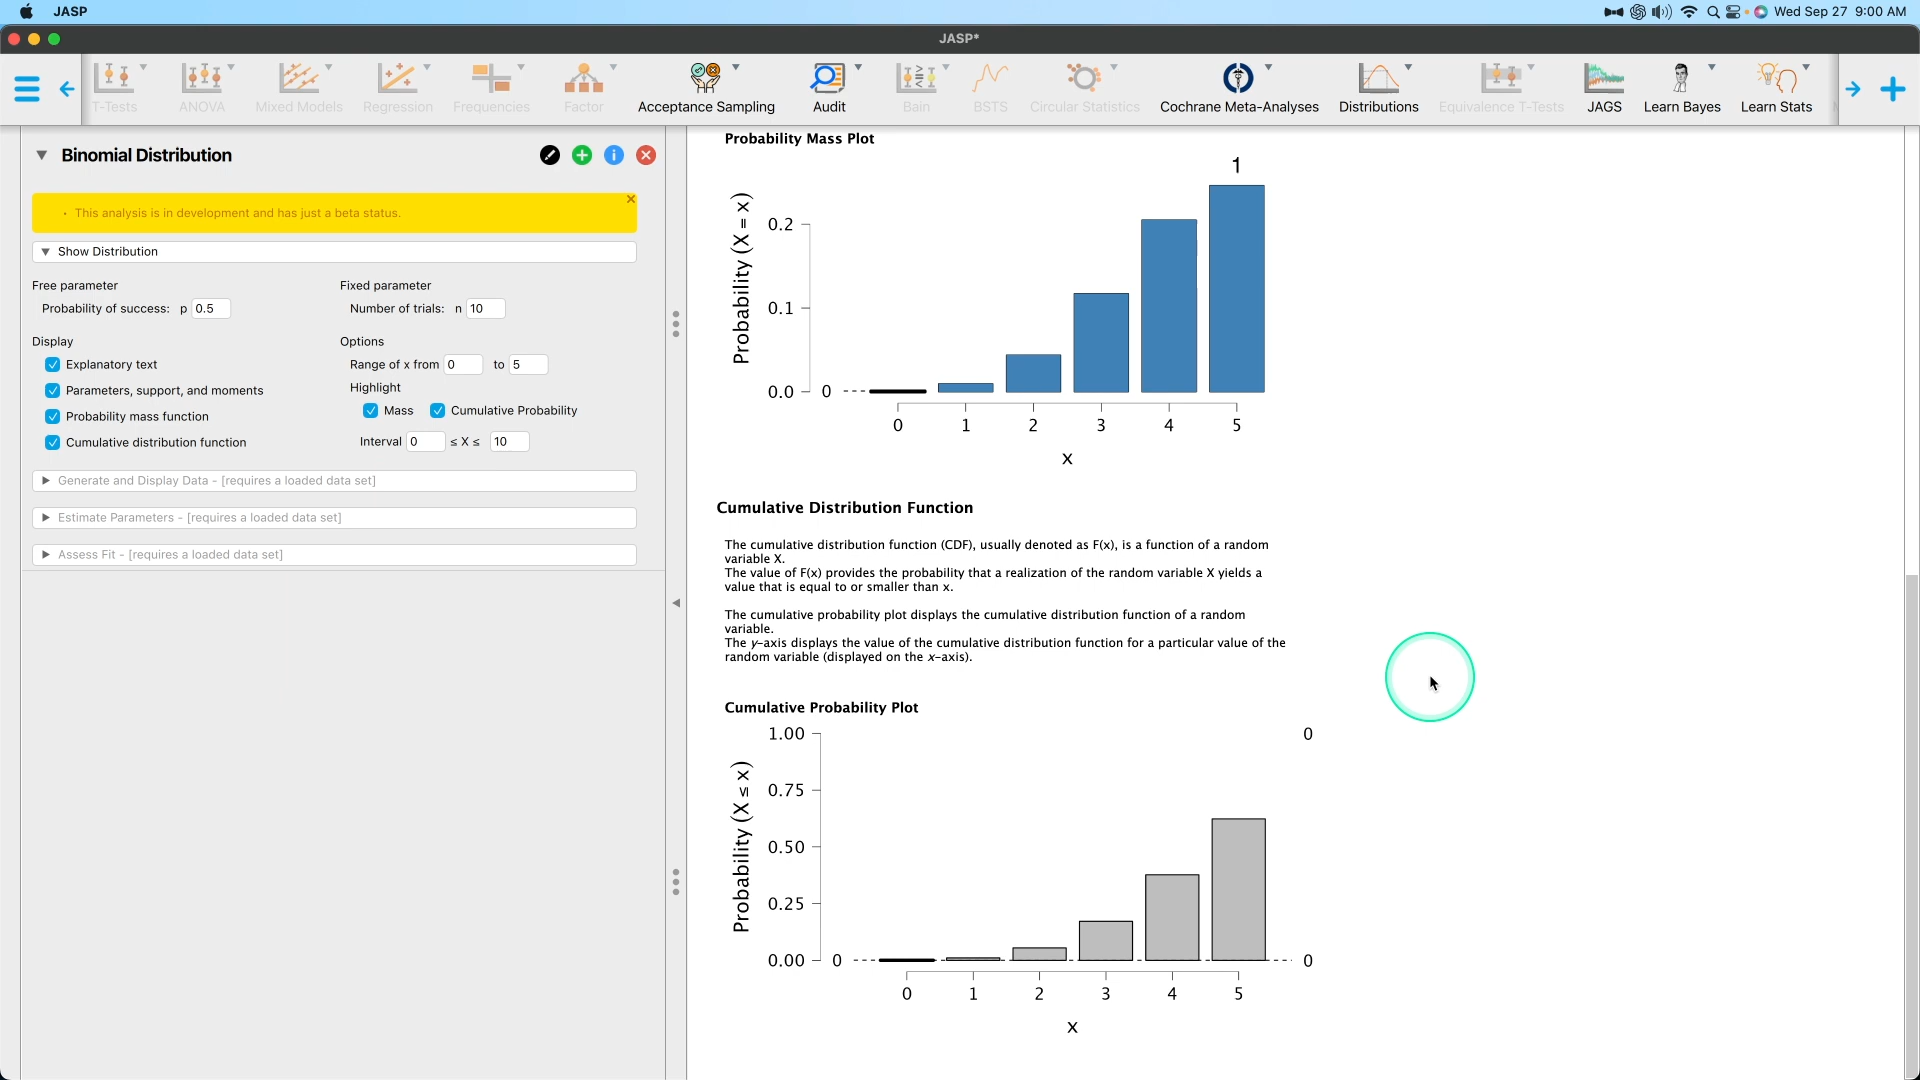 JASP
Wed Sep 27 9:00 AM
JASP*
T-Tests
ANOVA
Mixed Models
Regression
Frequencies
Factor
Acceptance Sampling
Audit
Bain
BSTS
Circular Statistics
Cochrane Meta-Analyses
Distributions
Equivalence T-Tests
JAGS
Learn Bayes
Learn Stats
Binomial Distribution
• This analysis is in development and has just a beta status.
Show Distribution
Free parameter
Fixed parameter
Probability of success: p 0.5
Number of trials: n 10
Display
Options
Explanatory text
Range of x from 0 to 5
Parameters, support, and moments
Highlight
Probability mass function
Mass
Cumulative Probability
Cumulative distribution function
Interval 0 ≤ X ≤ 10
Generate and Display Data - [requires a loaded data set]
Estimate Parameters - [requires a loaded data set]
Assess Fit - [requires a loaded data set]
Probability Mass Plot
1
Probability (X = x)
0.2
0.1
0.0
0
0 1 2 3 4 5
x
Cumulative Distribution Function
The cumulative distribution function (CDF), usually denoted as F(x), is a function of a random
variable X.
The value of F(x) provides the probability that a realization of the random variable X yields a
value that is equal to or smaller than x.
The cumulative probability plot displays the cumulative distribution function of a random
variable.
The y-axis displays the value of the cumulative distribution function for a particular value of the
random variable (displayed on the x-axis).
Cumulative Probability Plot
Probability (X ≤ x)
1.00
0
0.75
0.50
0.25
0.00
0
0
0 1 2 3 4 5
x